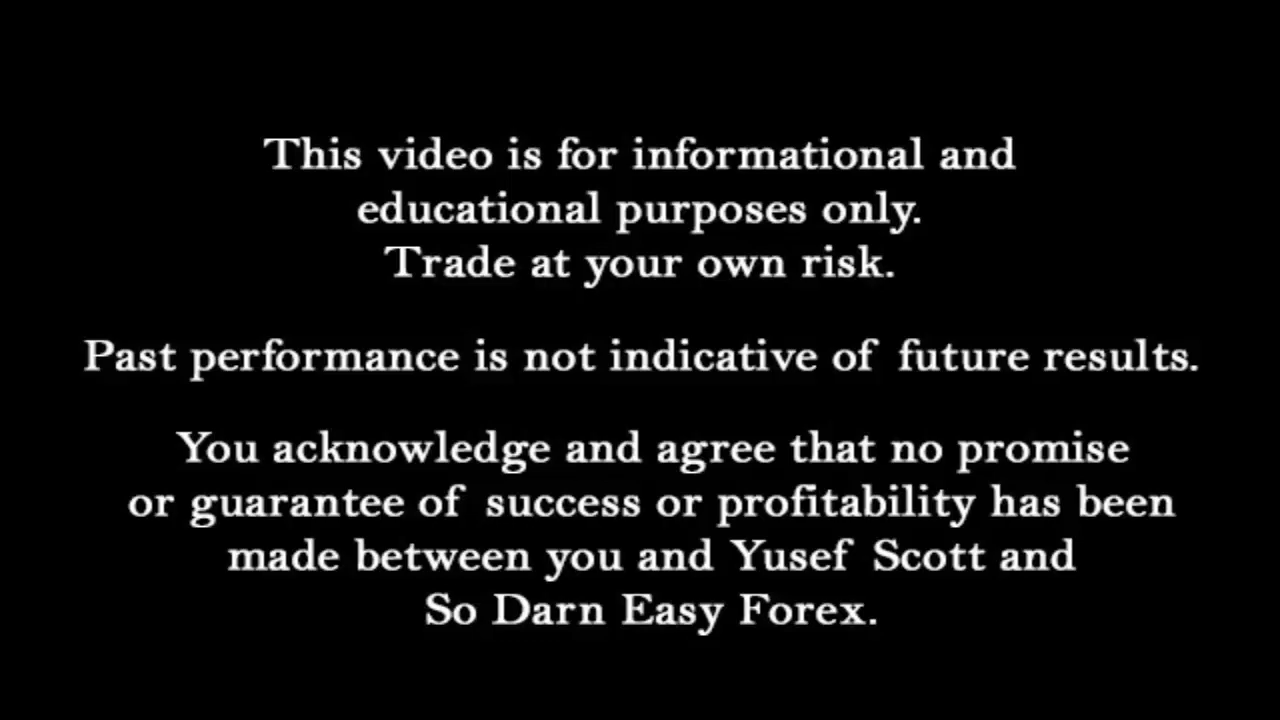 This video is for informational and
educational purposes only.
Trade at your own risk.
Past performance is not indicative of future results.
You acknowledge and agree that no promise
or guarantee of success or profitability has been
made between you and Yusef Scott and
So Darn Easy Forex.